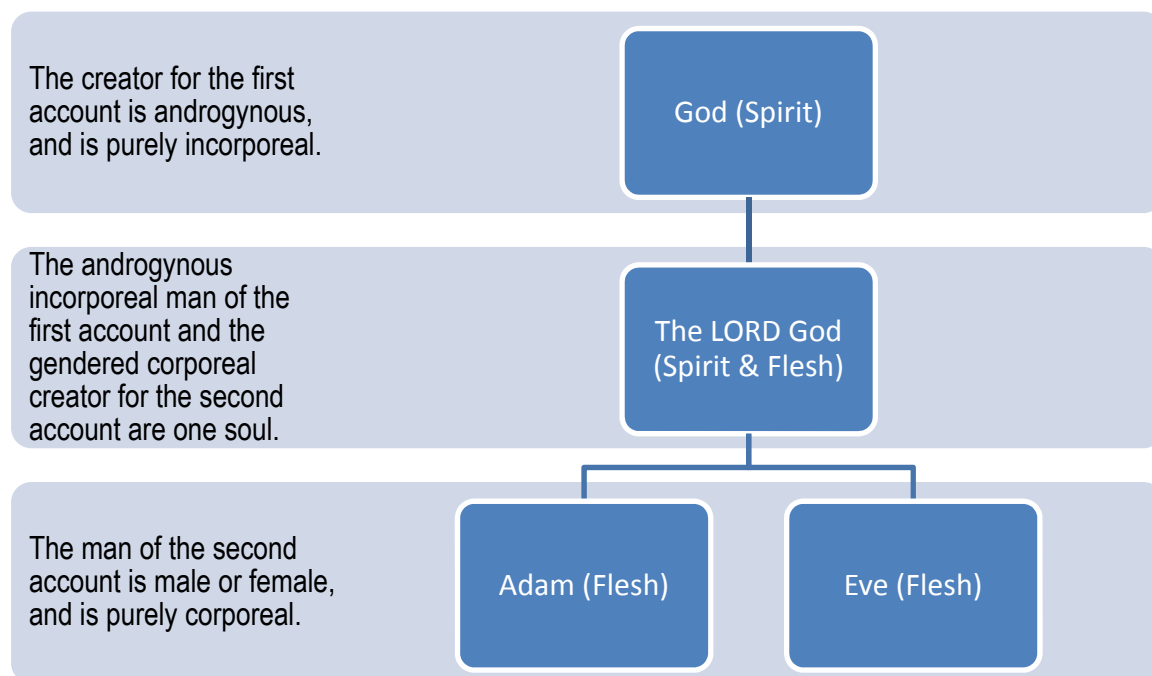 The creator for the first
account is androgynous,
and is purely incorporeal.
God (Spirit)
The androgynous
incorporeal man of the
first account and the
gendered corporeal
creator for the second
account are one soul.
The LORD God
(Spirit & Flesh)
The man of the second
account is male or female,
and is purely corporeal.
Adam (Flesh)
Eve (Flesh)